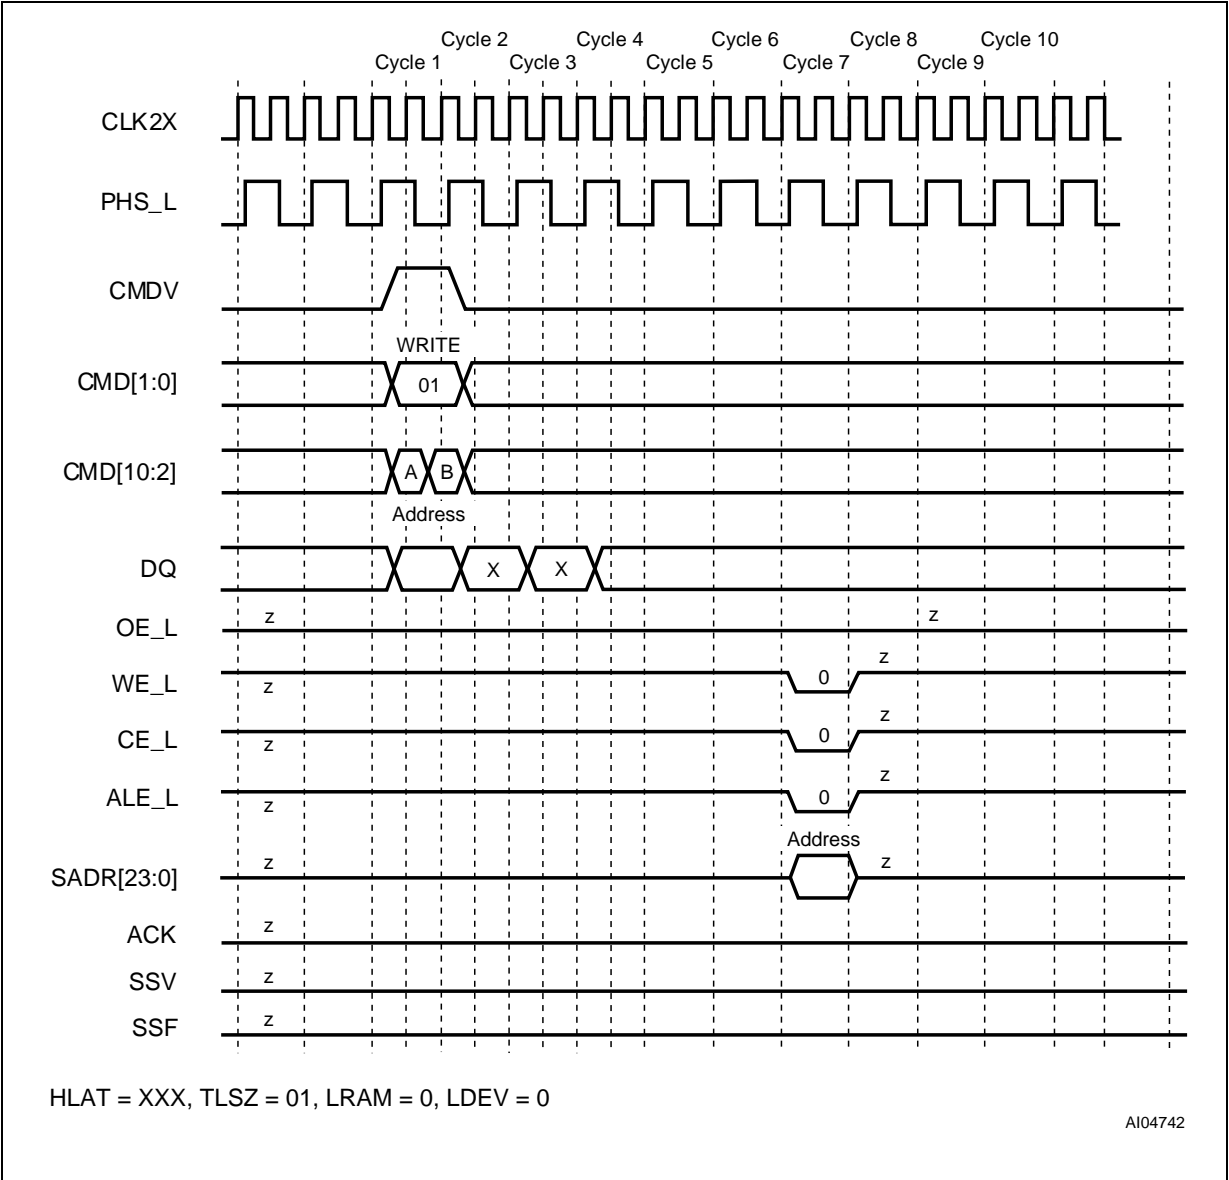 Cycle 2 Cycle 4 Cycle 6 Cycle 8 Cycle 10
Cycle 1 Cycle 3 Cycle 5 Cycle 7 Cycle 9
CLK2X
PHS_L
CMDV
WRITE
CMD[1:0] 01
CMD[10:2] A B
Address
DQ X X
OE_L z z
WE_L z 0 z
CE_L z 0 z
ALE_L z 0 z
Address
SADR[23:0] z z
ACK z
SSV z
SSF z
HLAT = XXX, TLSZ = 01, LRAM = 0, LDEV = 0
AI04742